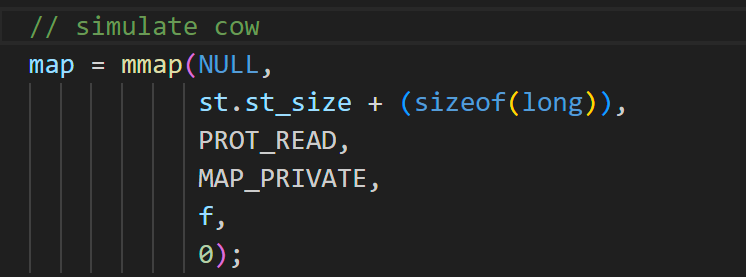 // simulate cow
map = mmap(NULL,
st.st_size + (sizeof(long)),
PROT_READ,
MAP_PRIVATE,
f,
0);